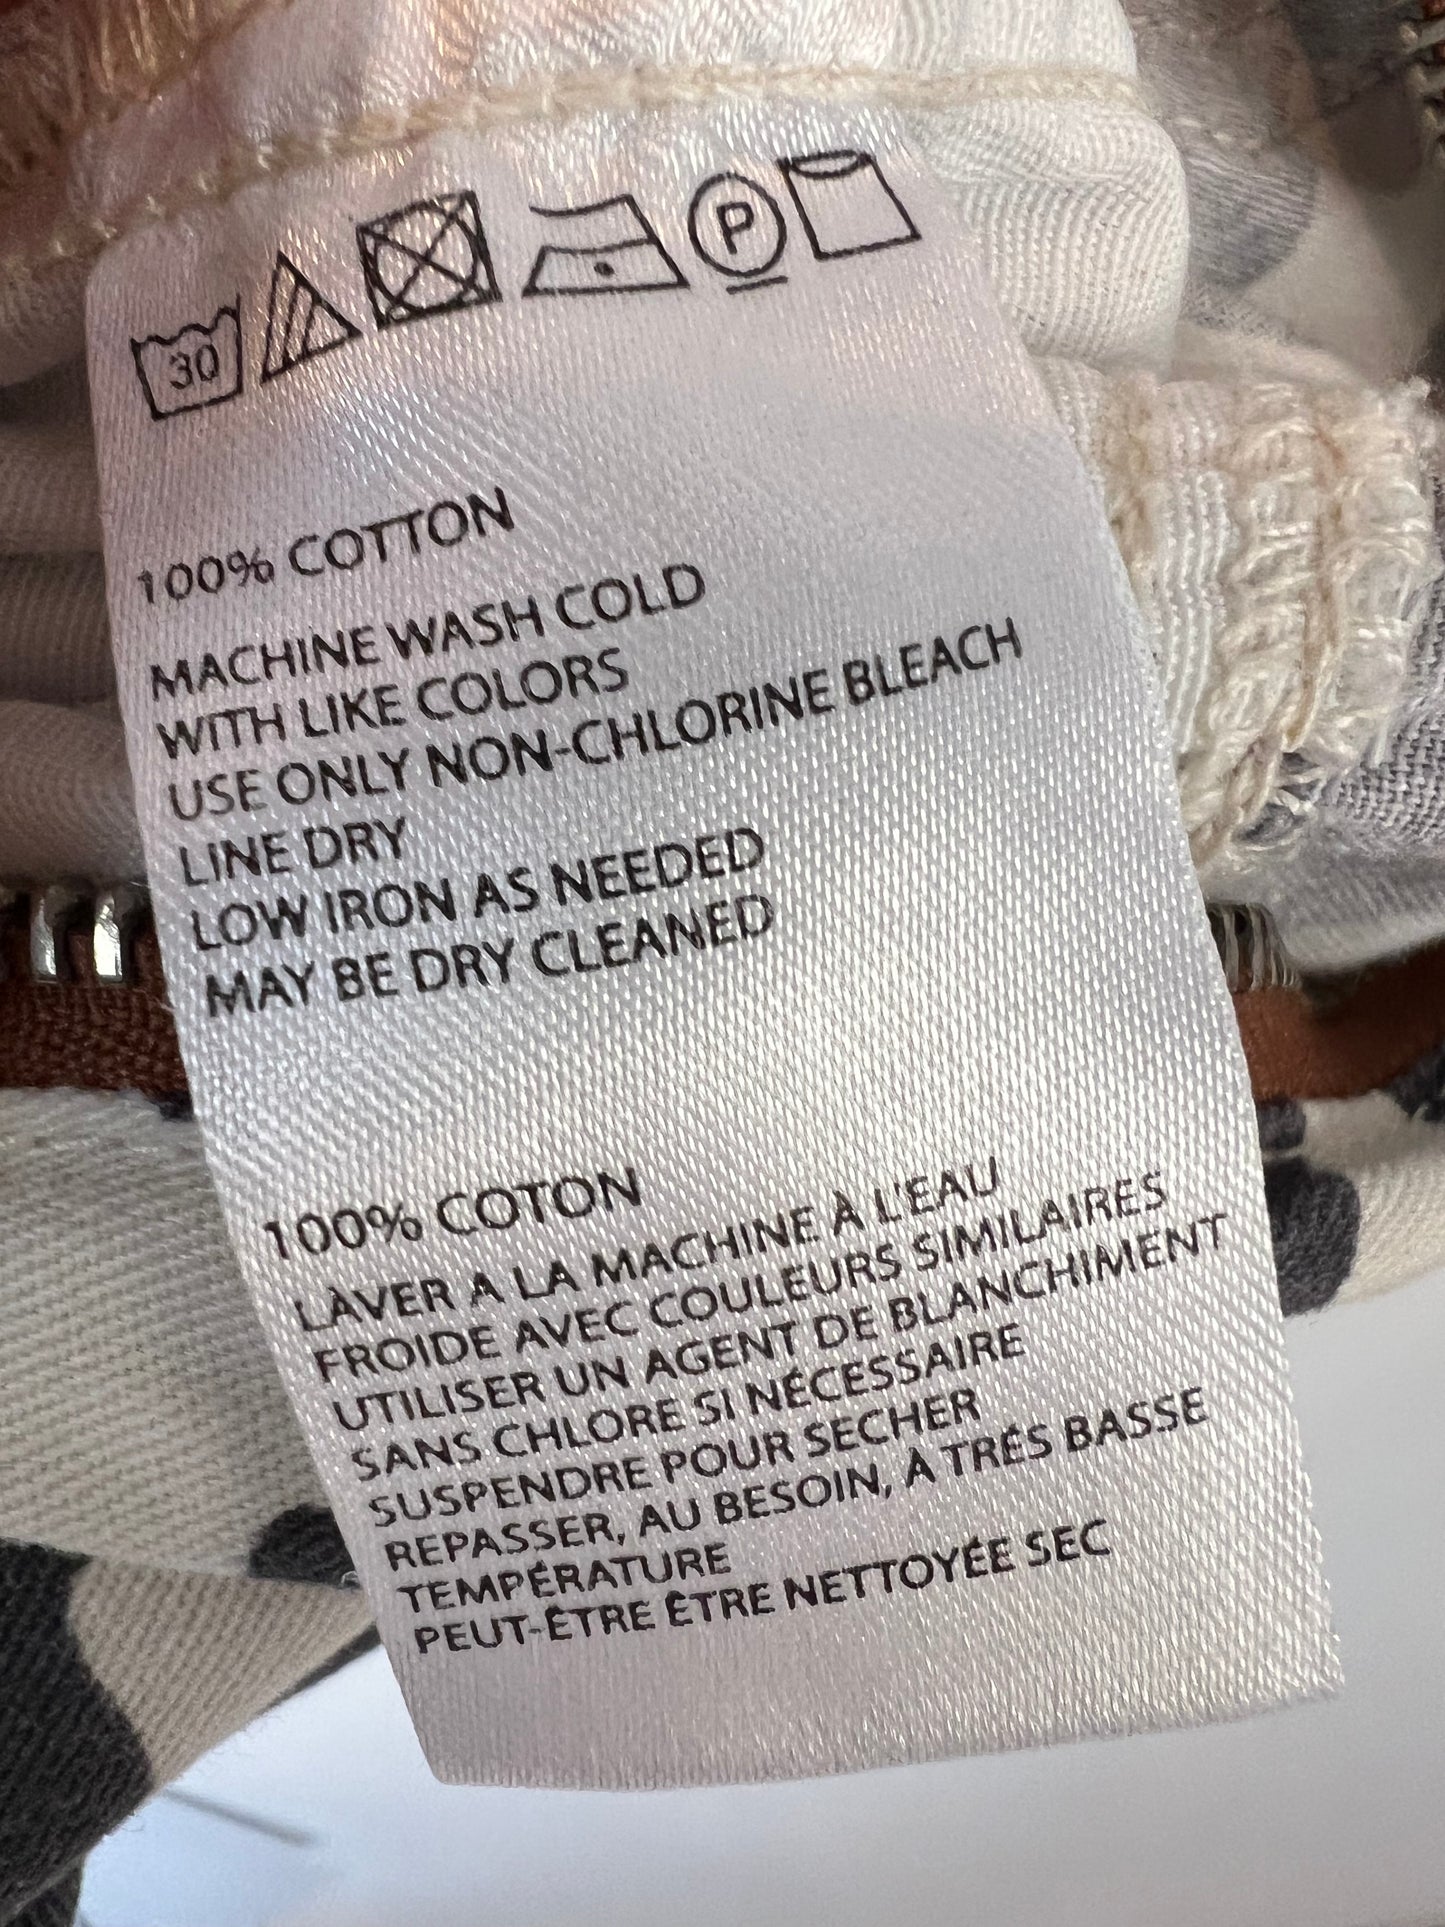 30 P
100% COTTON
MACHINE WASH COLD
WITH LIKE COLORS
USE ONLY NON-CHLORINE BLEACH
LINE DRY
LOW IRON AS NEEDED
MAY BE DRY CLEANED
100% COTON
LAVER A LA MACHINE À L'EAU
FROIDE AVEC COULEURS SIMILAIRES
UTILISER UN AGENT DE BLANCHIMENT
SANS CHLORE SI NÉCESSAIRE
SUSPENDRE POUR SECHER
REPASSER, AU BESOIN, À TRÉS BASSE
TEMPÉRATURE
PEUT-ÊTRE ÊTRE NETTOYÉE SEC